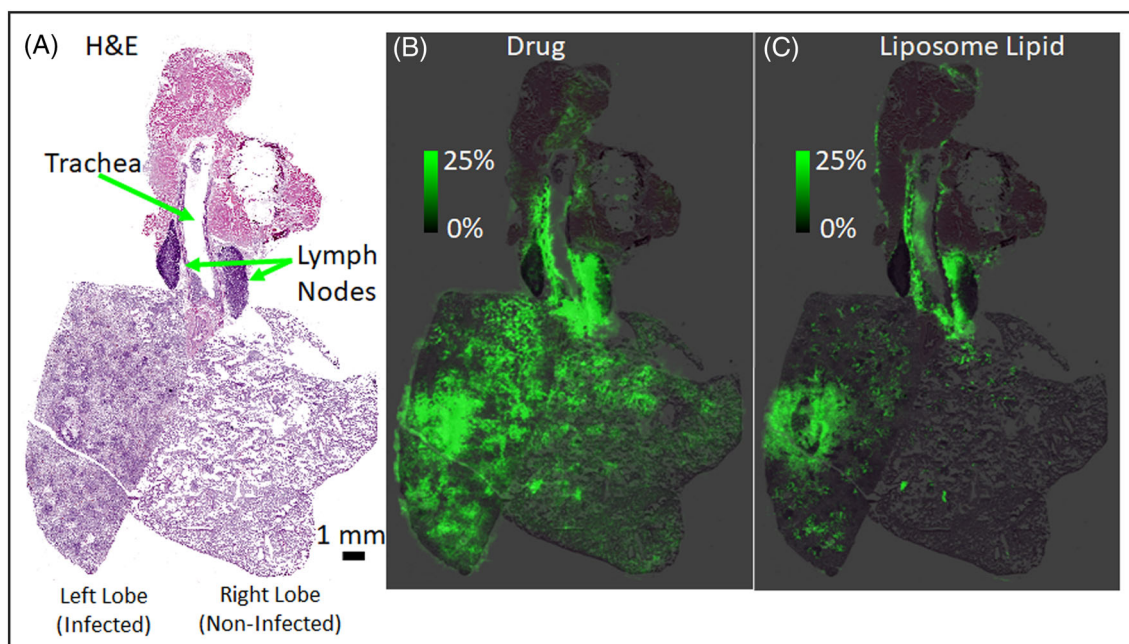 (A)
H&E
Trachea
Lymph
Nodes
1 mm
Left Lobe
(Infected)
Right Lobe
(Non-Infected)
(B)
Drug
25%
0%
(C)
Liposome Lipid
25%
0%